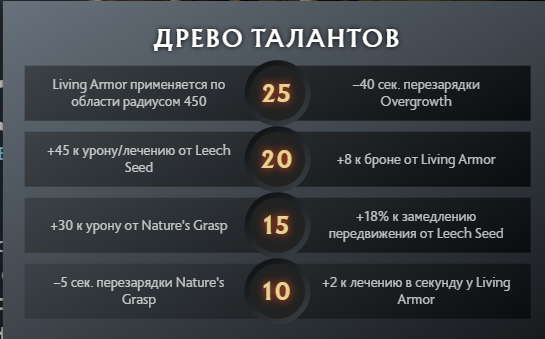 ДРЕВО ТАЛАНТОВ
Living Armor применяется по
области радиусом 450
25
–40 сек. перезарядки
Overgrowth
+45 к урону/лечению от Leech
Seed
20
+8 к броне от Living Armor
+30 к урону от Nature's Grasp
15
+18% к замедлению
передвижения от Leech Seed
–5 сек. перезарядки Nature's
Grasp
10
+2 к лечению в секунду у Living
Armor